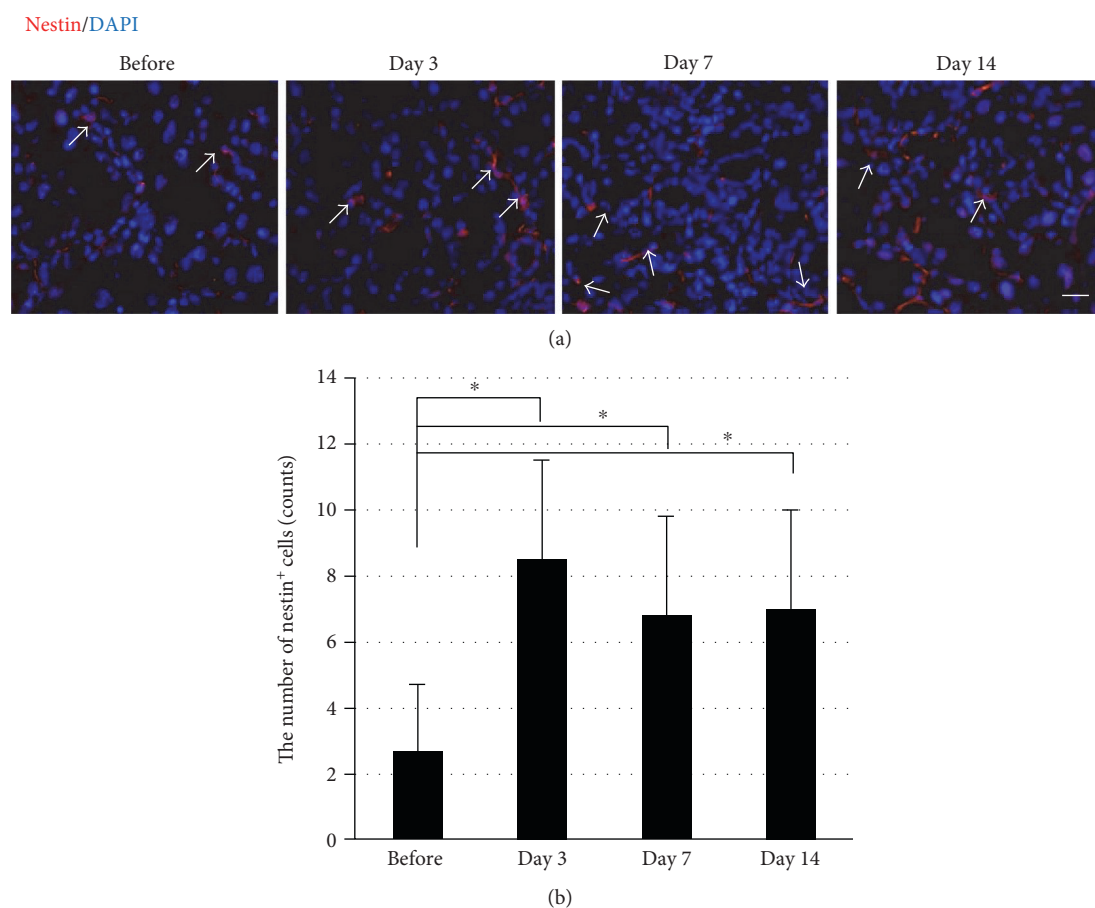 Nestin/DAPI
Before
Day 3
Day 7
Day 14
(a)
The number of nestin⁺ cells (counts)
14
12
10
8
6
4
2
0
*
*
*
Before
Day 3
Day 7
Day 14
(b)